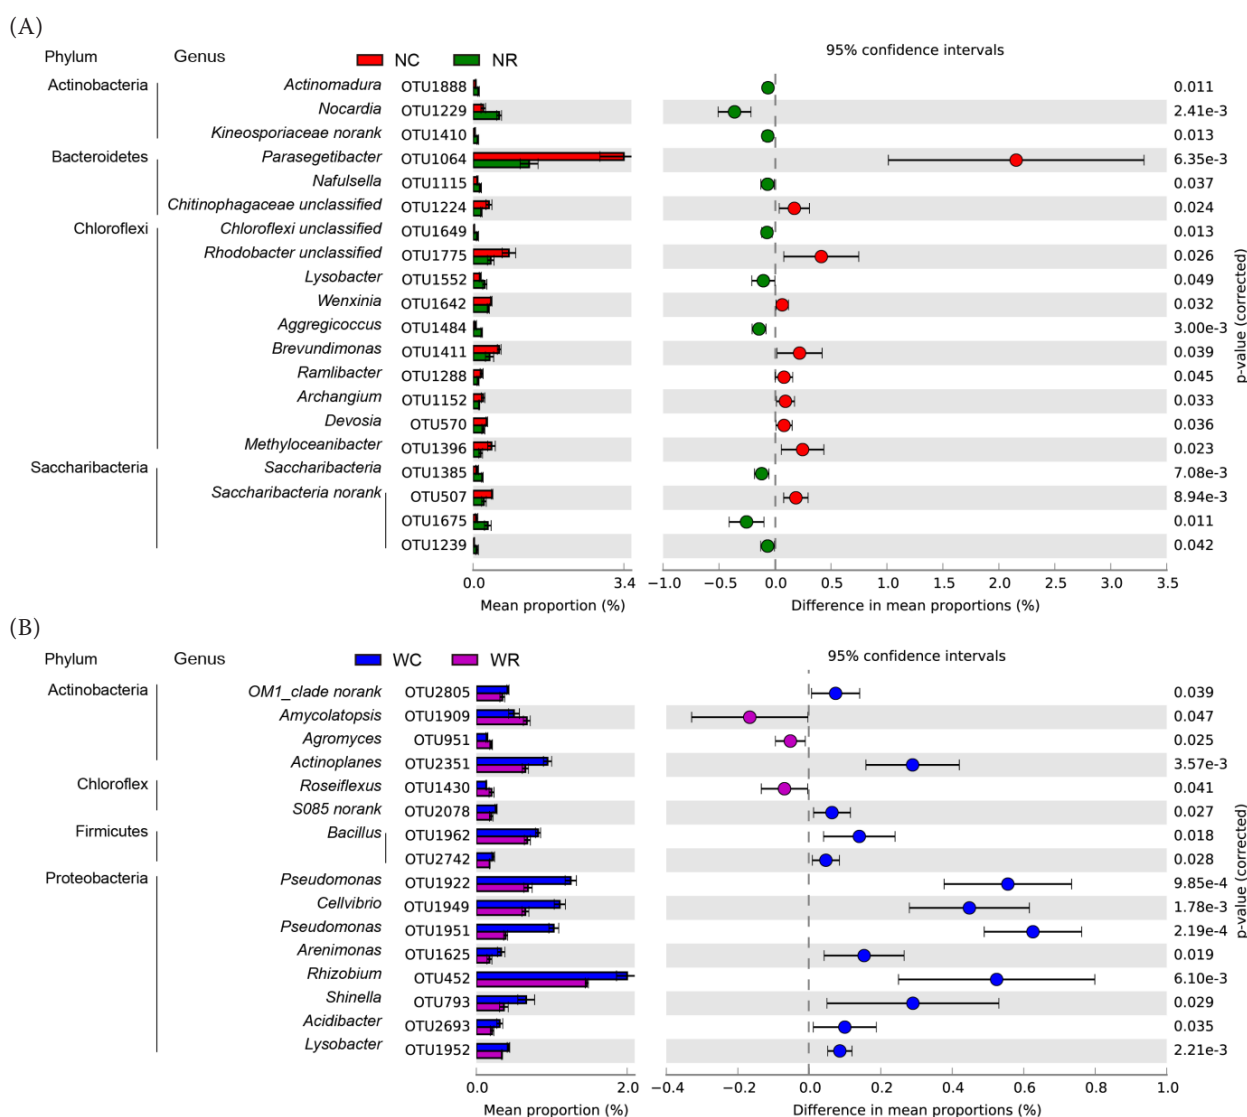 (A)
Phylum Genus NC NR 95% confidence intervals
Actinobacteria Actinomadura OTU1888 0.011
Nocardia OTU1229 2.41e-3
Kineosporiaceae norank OTU1410 0.013
Bacteroidetes Parasegetibacter OTU1064 6.35e-3
Nafulsella OTU1115 0.037
Chitinophagaceae unclassified OTU1224 0.024
Chloroflexi Chloroflexi unclassified OTU1649 0.013
Rhodobacter unclassified OTU1775 0.026
Lysobacter OTU1552 0.049
Wenxinia OTU1642 0.032
Aggregicoccus OTU1484 3.00e-3
Brevundimonas OTU1411 0.039
Ramlibacter OTU1288 0.045
Archangium OTU1152 0.033
Devosia OTU570 0.036
Methyloceanibacter OTU1396 0.023
Saccharibacteria Saccharibacteria OTU1385 7.08e-3
Saccharibacteria norank OTU507 8.94e-3
OTU1675 0.011
OTU1239 0.042
p-value (corrected)
0.0 3.4 −1.0 −0.5 0.0 0.5 1.0 1.5 2.0 2.5 3.0 3.5
Mean proportion (%) Difference in mean proportions (%)
(B)
Phylum Genus WC WR 95% confidence intervals
Actinobacteria OM1_clade norank OTU2805 0.039
Amycolatopsis OTU1909 0.047
Agromyces OTU951 0.025
Actinoplanes OTU2351 3.57e-3
Chloroflex Roseiflexus OTU1430 0.041
S085 norank OTU2078 0.027
Firmicutes Bacillus OTU1962 0.018
OTU2742 0.028
Proteobacteria Pseudomonas OTU1922 9.85e-4
Cellvibrio OTU1949 1.78e-3
Pseudomonas OTU1951 2.19e-4
Arenimonas OTU1625 0.019
Rhizobium OTU452 6.10e-3
Shinella OTU793 0.029
Acidibacter OTU2693 0.035
Lysobacter OTU1952 2.21e-3
p-value (corrected)
0.0 2.0 −0.4 −0.2 0.0 0.2 0.4 0.6 0.8 1.0
Mean proportion (%) Difference in mean proportions (%)